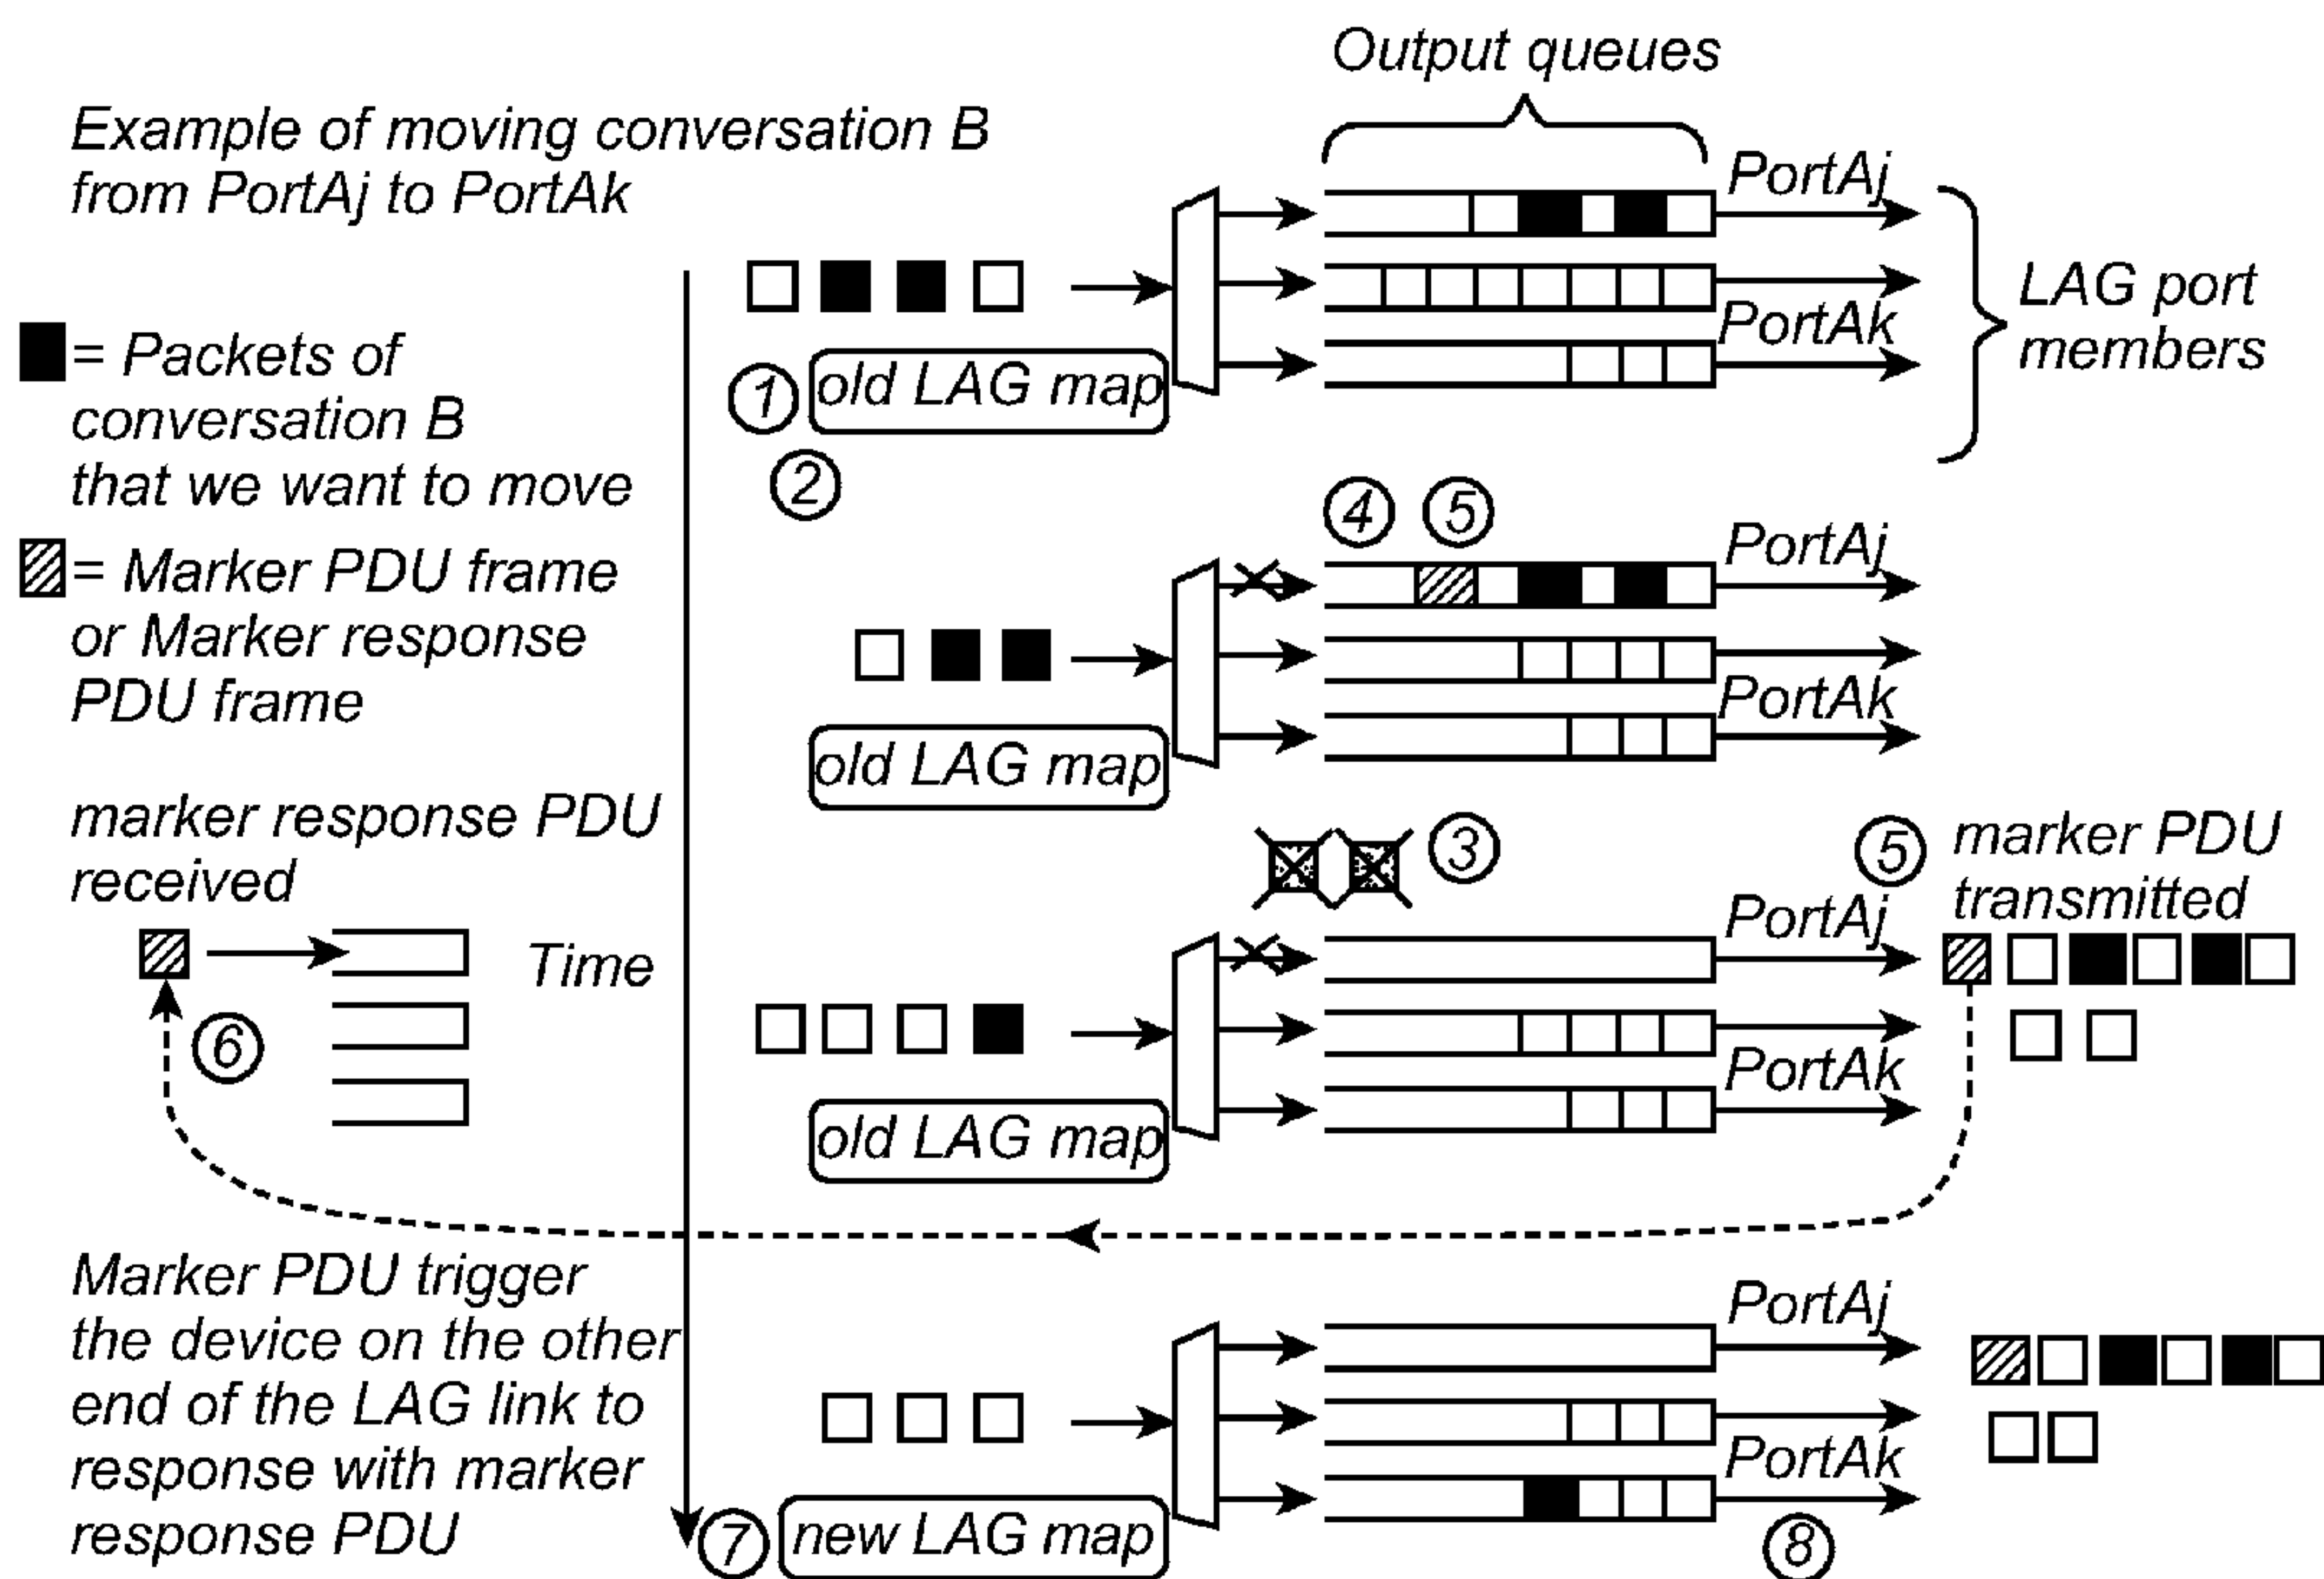 Output queues
Example of moving conversation B
from PortAj to PortAk
PortAj
PortAk
LAG port
members
= Packets of
conversation B
that we want to move
1
old LAG map
2
= Marker PDU frame
or Marker response
PDU frame
4
5
PortAj
PortAk
old LAG map
marker response PDU
received
3
5
marker PDU
transmitted
PortAj
PortAk
Time
6
old LAG map
Marker PDU trigger
the device on the other
end of the LAG link to
response with marker
response PDU
PortAj
PortAk
7
new LAG map
8